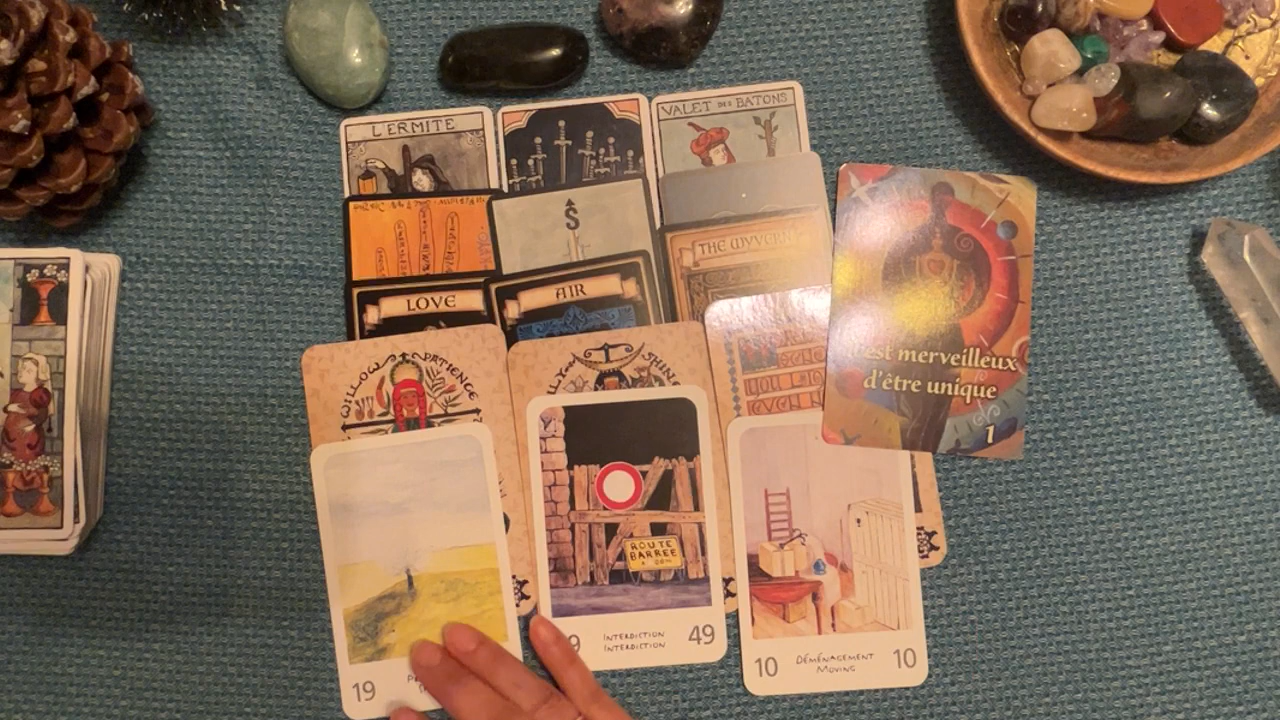 L'ERMITE
VALET DES BATONS
S
THE WYVERN
LOVE
AIR
WILLOW PATIENCE
est merveilleux
d'être unique
1
ROUTE
BARRÉE
INTERDICTION
INTERDICTION
49
19
10
DÉMÉNAGEMENT
MOVING
10